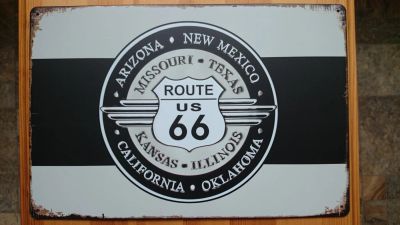 ARIZONA • NEW MEXICO
MISSOURI • TEXAS
ROUTE
US
66
KANSAS • ILLINOIS
CALIFORNIA • OKLAHOMA